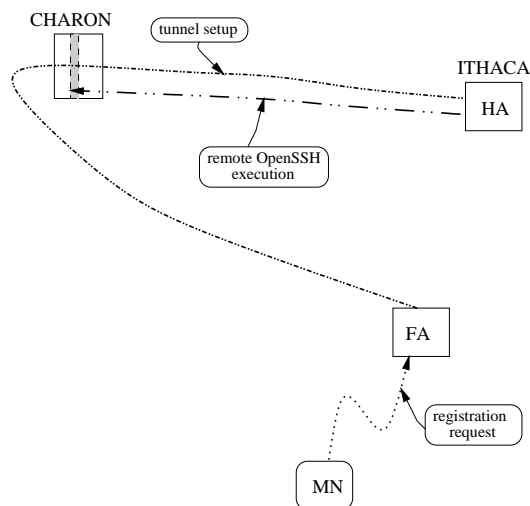 CHARON
tunnel setup
ITHACA
HA
remote OpenSSH
execution
FA
registration
request
MN